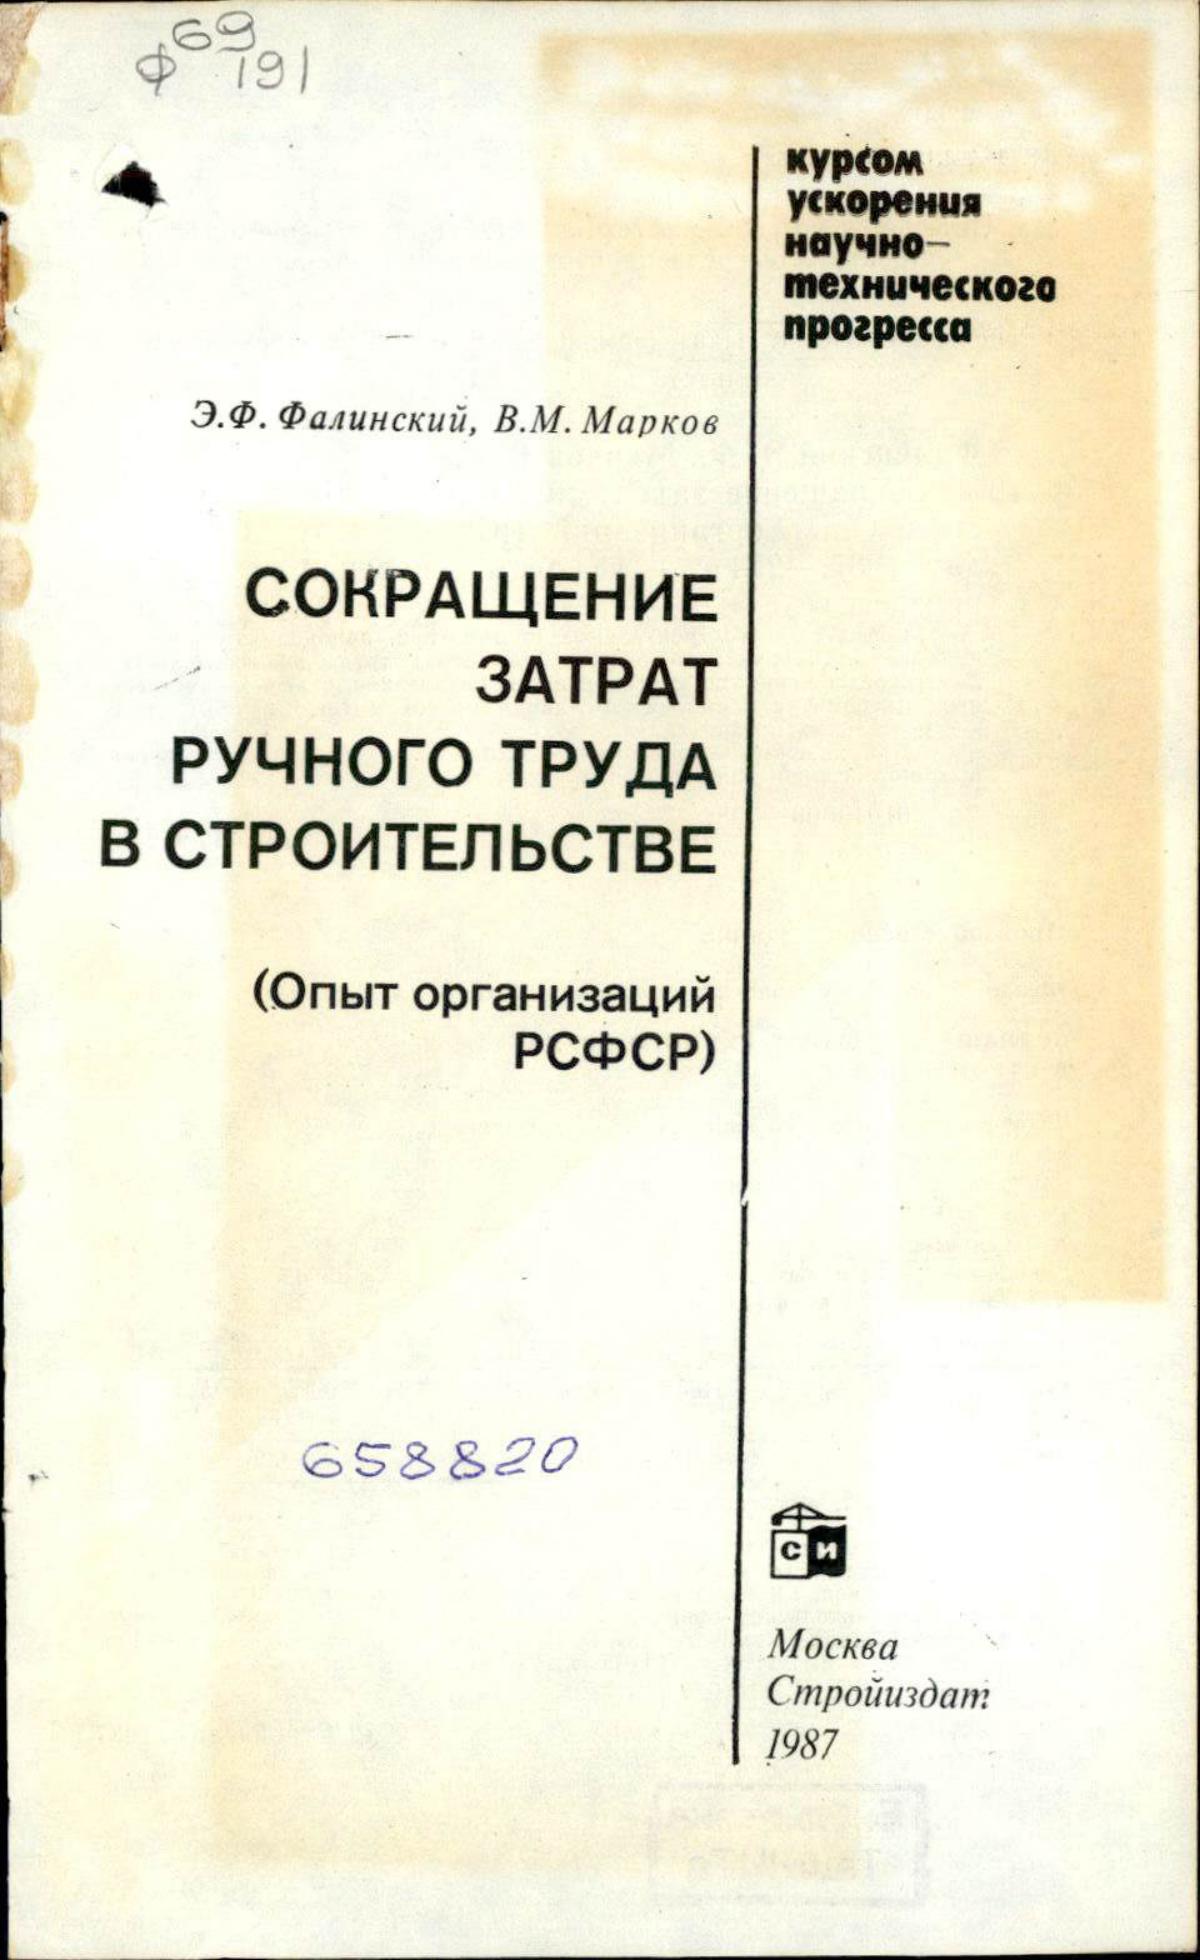 69
Ф 191
курсом
ускорения
научно–
технического
прогресса
Э.Ф. Фалинский, В.М. Марков
СОКРАЩЕНИЕ
ЗАТРАТ
РУЧНОГО ТРУДА
В СТРОИТЕЛЬСТВЕ
(Опыт организаций
РСФСР)
658820
СИ
Москва
Стройиздат
1987